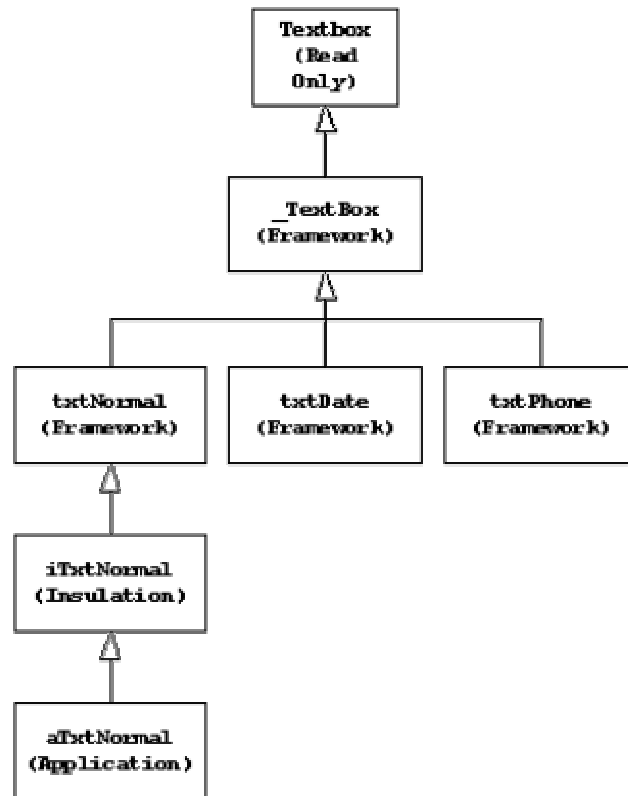 Textbox
(Read
Only)
_TextBox
(Framework)
txtNormal
(Framework)
txtDate
(Framework)
txtPhone
(Framework)
iTxtNormal
(Insulation)
aTxtNormal
(Application)